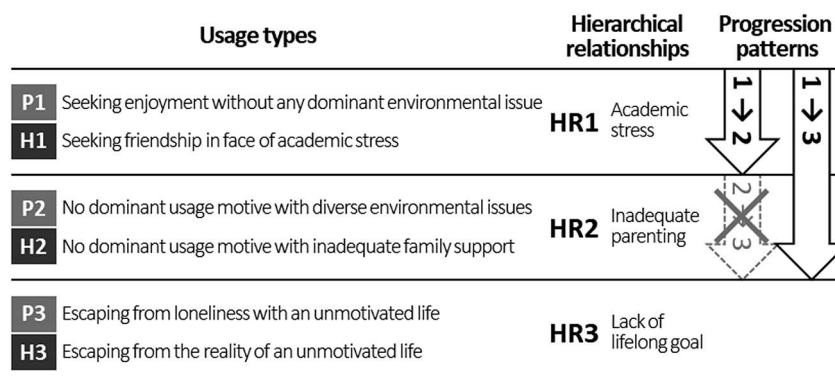 Usage types
Hierarchical
relationships
Progression
patterns
P1 Seeking enjoyment without any dominant environmental issue
H1 Seeking friendship in face of academic stress
HR1 Academic
stress
1→2
1→3
P2 No dominant usage motive with diverse environmental issues
H2 No dominant usage motive with inadequate family support
HR2 Inadequate
parenting
2 3
P3 Escaping from loneliness with an unmotivated life
H3 Escaping from the reality of an unmotivated life
HR3 Lack of
lifelong goal